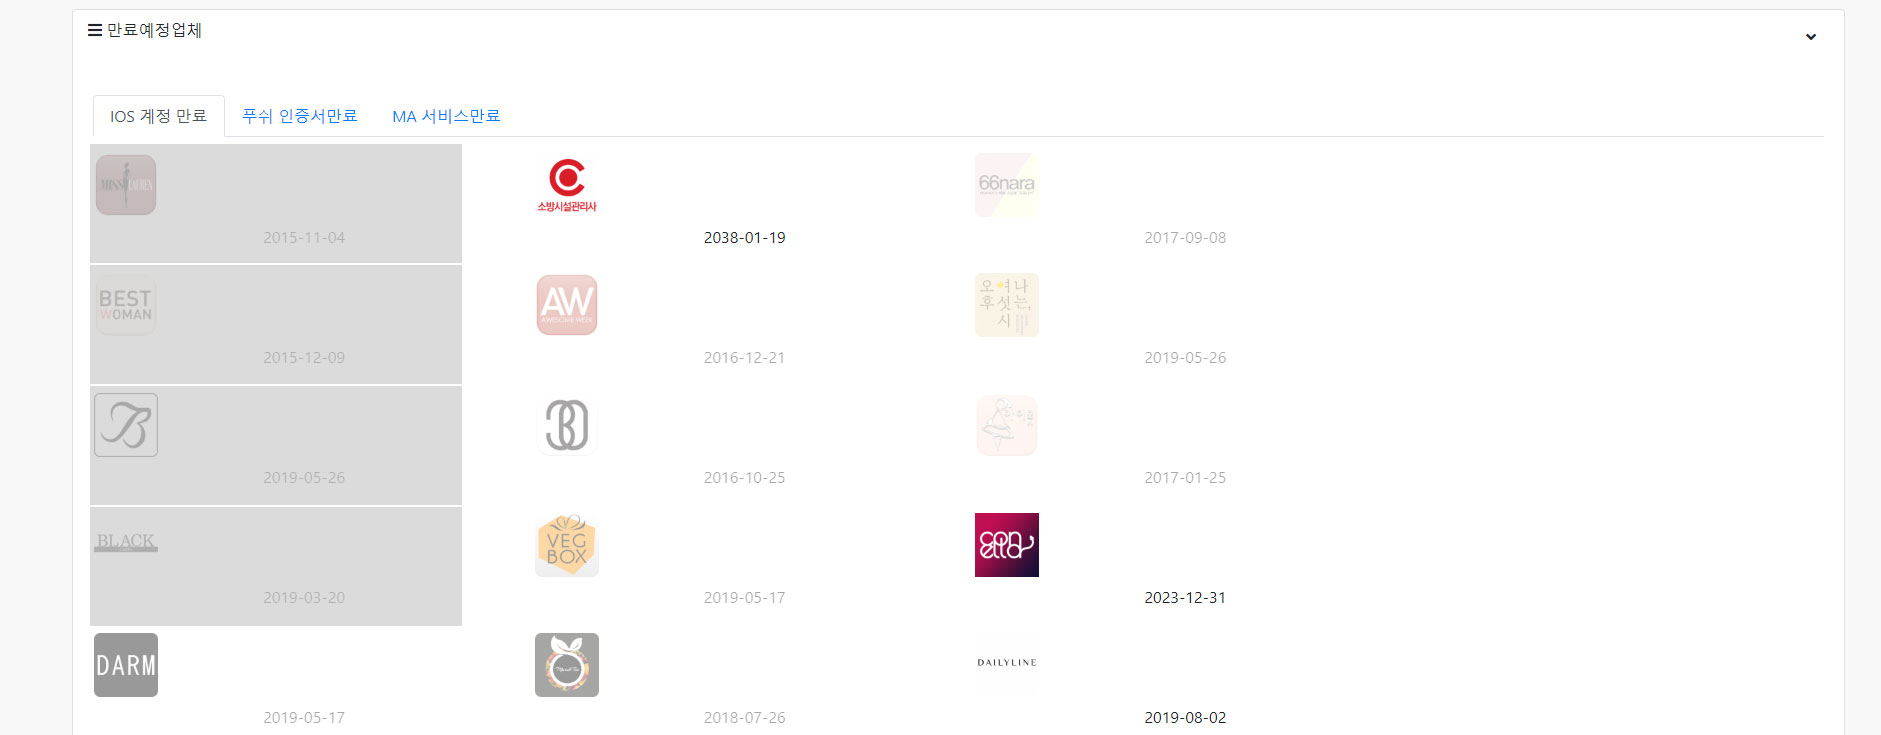 만료예정업체
IOS 계정 만료
푸쉬 인증서만료
MA 서비스만료
MISS LAUREN
2015-11-04
소방시설관리사
2038-01-19
66nara
2017-09-08
BEST
WOMAN
2015-12-09
AW
AWESOME WEEK
2016-12-21
오 여 나
후 섯 는,
시
2019-05-26
B
2019-05-26
2016-10-25
2017-01-25
BLACK
2019-03-20
VEG
BOX
2019-05-17
con
etta
2023-12-31
DARM
2019-05-17
2018-07-26
DAILYLINE
2019-08-02